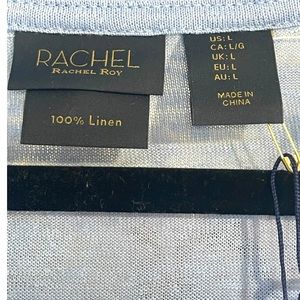 RACHEL
RACHEL ROY
100% Linen
US: L
CA: L/G
UK: L
EU: L
AU: L
MADE IN
CHINA